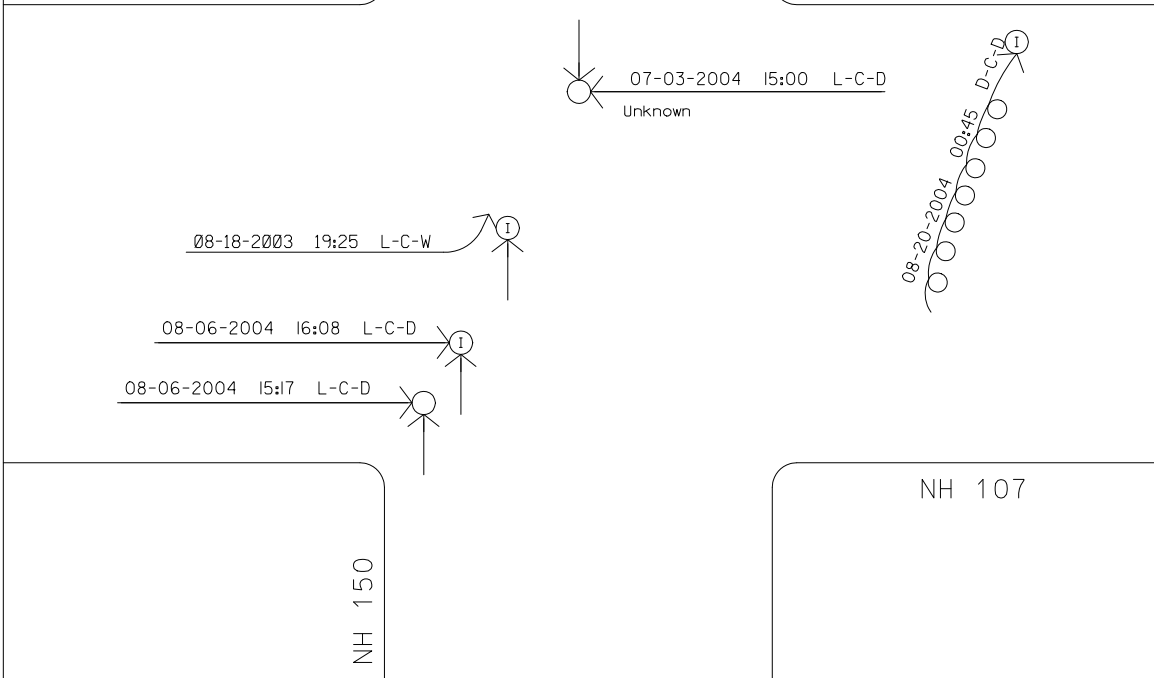 I
07-03-2004 15:00 L-C-D
Unknown
08-20-2004 00:45 D-C-D
I
08-18-2003 19:25 L-C-W
08-06-2004 16:08 L-C-D
I
08-06-2004 15:17 L-C-D
NH 107
NH 150